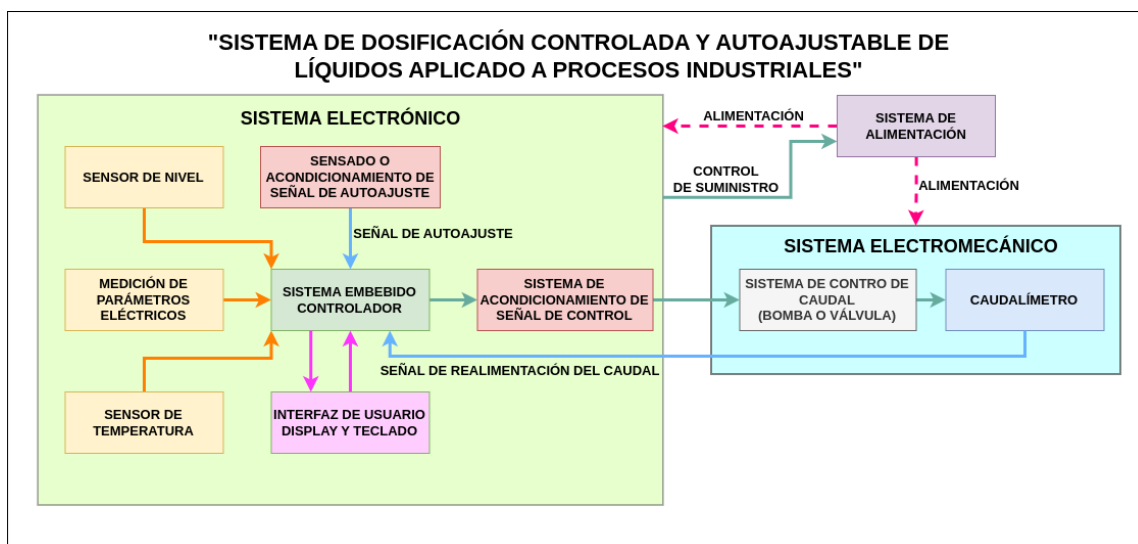 "SISTEMA DE DOSIFICACIÓN CONTROLADA Y AUTOAJUSTABLE DE
LÍQUIDOS APLICADO A PROCESOS INDUSTRIALES"
SISTEMA ELECTRÓNICO
ALIMENTACIÓN
SISTEMA DE
ALIMENTACIÓN
SENSOR DE NIVEL
SENSADO O
ACONDICIONAMIENTO DE
SEÑAL DE AUTOAJUSTE
CONTROL
DE SUMINISTRO
ALIMENTACIÓN
SEÑAL DE AUTOAJUSTE
SISTEMA ELECTROMECÁNICO
MEDICIÓN DE
PARÁMETROS
ELÉCTRICOS
SISTEMA EMBEBIDO
CONTROLADOR
SISTEMA DE
ACONDICIONAMIENTO DE
SEÑAL DE CONTROL
SISTEMA DE CONTRO DE
CAUDAL
(BOMBA O VÁLVULA)
CAUDALÍMETRO
SEÑAL DE REALIMENTACIÓN DEL CAUDAL
SENSOR DE
TEMPERATURA
INTERFAZ DE USUARIO
DISPLAY Y TECLADO